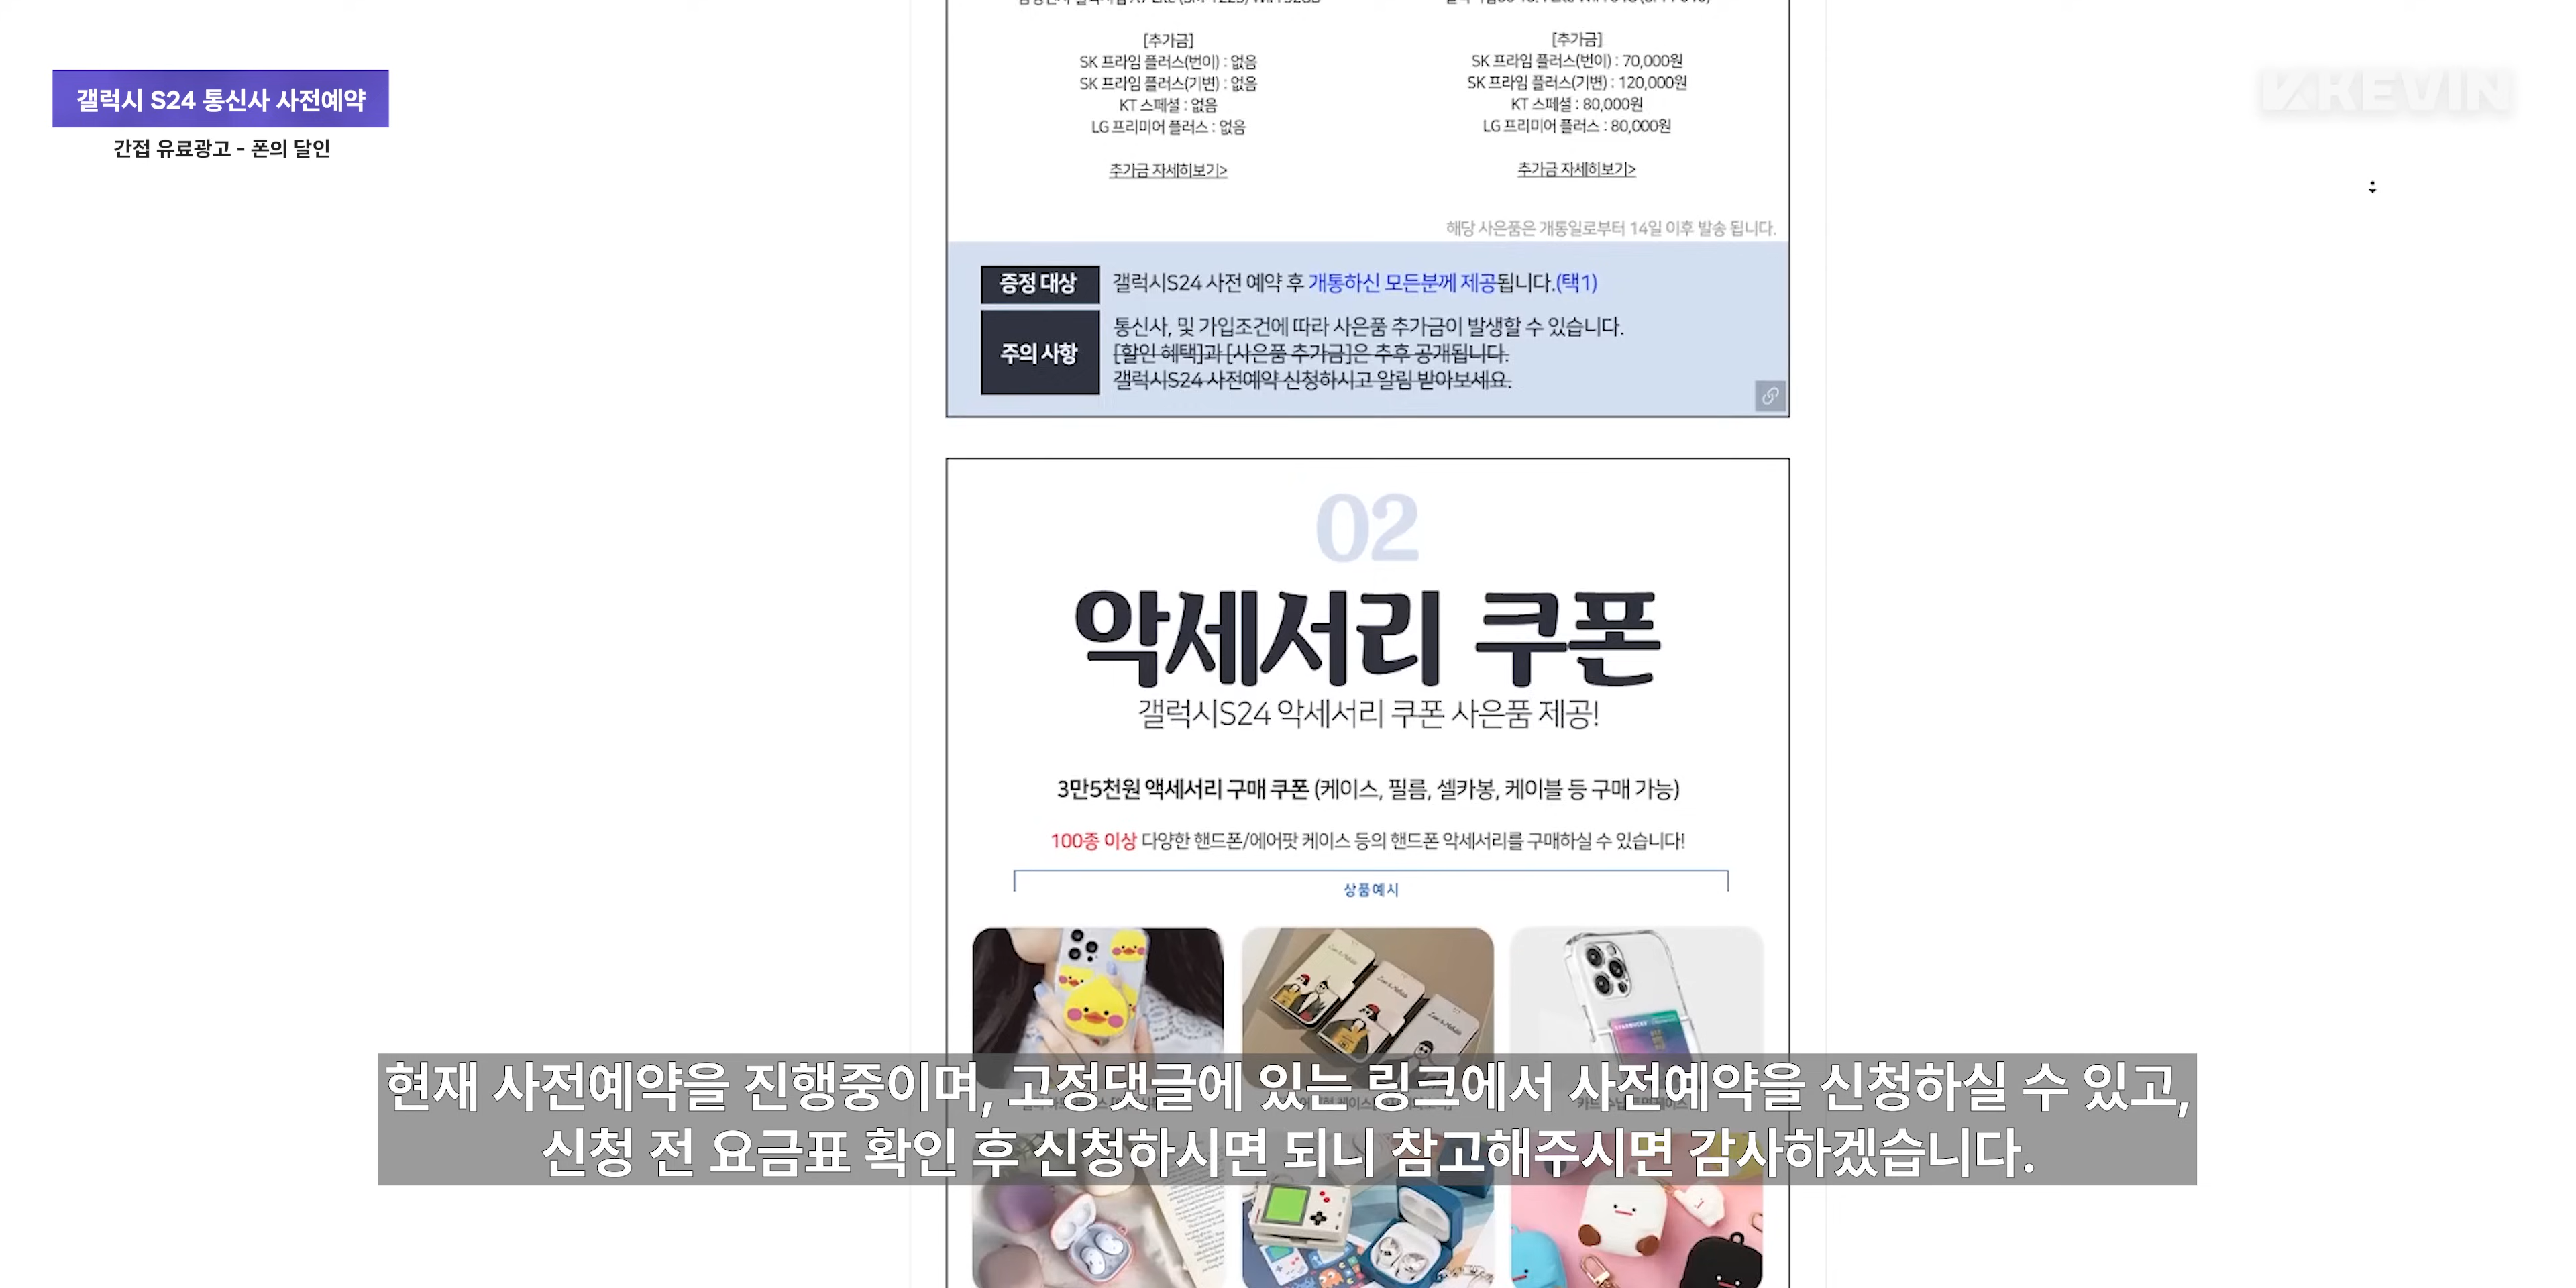 갤럭시 S24 통신사 사전예약
간접 유료광고 - 폰의 달인
KEVIN
[추가금]
SK 프라임 플러스(번이) : 없음
SK 프라임 플러스(기변) : 없음
KT 스페셜 : 없음
LG 프리미어 플러스 : 없음
추가금 자세히보기>
[추가금]
SK 프라임 플러스(번이) : 70,000원
SK 프라임 플러스(기변) : 120,000원
KT 스페셜 : 80,000원
LG 프리미어 플러스 : 80,000원
추가금 자세히보기>
해당 사은품은 개통일로부터 14일 이후 발송 됩니다.
증정 대상
갤럭시S24 사전 예약 후 개통하신 모든분께 제공됩니다.(택1)
주의 사항
통신사, 및 가입조건에 따라 사은품 추가금이 발생할 수 있습니다.
[할인 혜택]과 [사은품 추가금]은 추후 공개됩니다.
갤럭시S24 사전예약 신청하시고 알림 받아보세요.
02
악세서리 쿠폰
갤럭시S24 악세서리 쿠폰 사은품 제공!
3만5천원 액세서리 구매 쿠폰 (케이스, 필름, 셀카봉, 케이블 등 구매 가능)
100종 이상 다양한 핸드폰/에어팟 케이스 등의 핸드폰 악세서리를 구매하실 수 있습니다!
상품예시
현재 사전예약을 진행중이며, 고정댓글에 있는 링크에서 사전예약을 신청하실 수 있고,
신청 전 요금표 확인 후 신청하시면 되니 참고해주시면 감사하겠습니다.